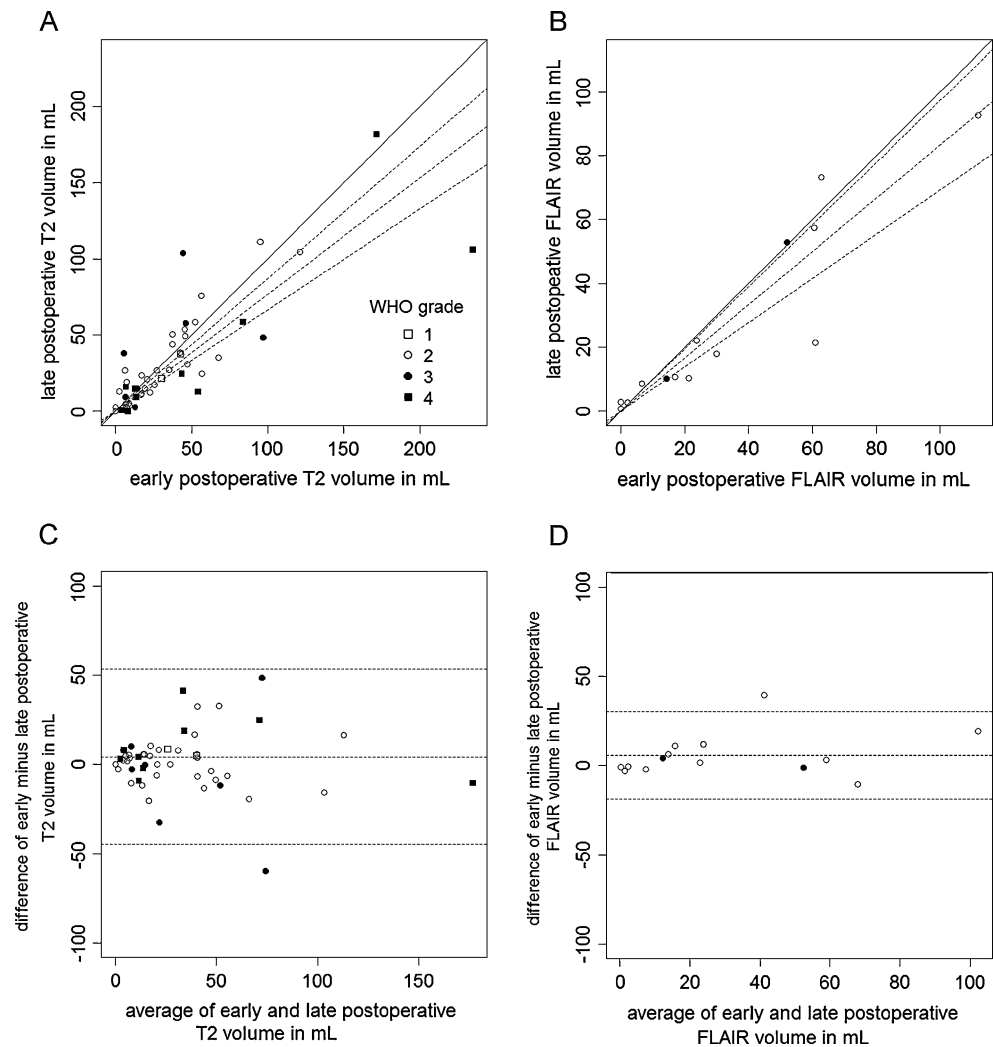 A
late postoperative T2 volume in mL
0 50 100 150 200
0 50 100 150 200
early postoperative T2 volume in mL
WHO grade
1
2
3
4
B
late postopeative FLAIR volume in mL
0 20 40 60 80 100
0 20 40 60 80 100
early postoperative FLAIR volume in mL
C
difference of early minus late postoperative
T2 volume in mL
-100 -50 0 50 100
0 50 100 150
average of early and late postoperative
T2 volume in mL
D
difference of early minus late postoperative
FLAIR volume in mL
-100 -50 0 50 100
0 20 40 60 80 100
average of early and late postoperative
FLAIR volume in mL